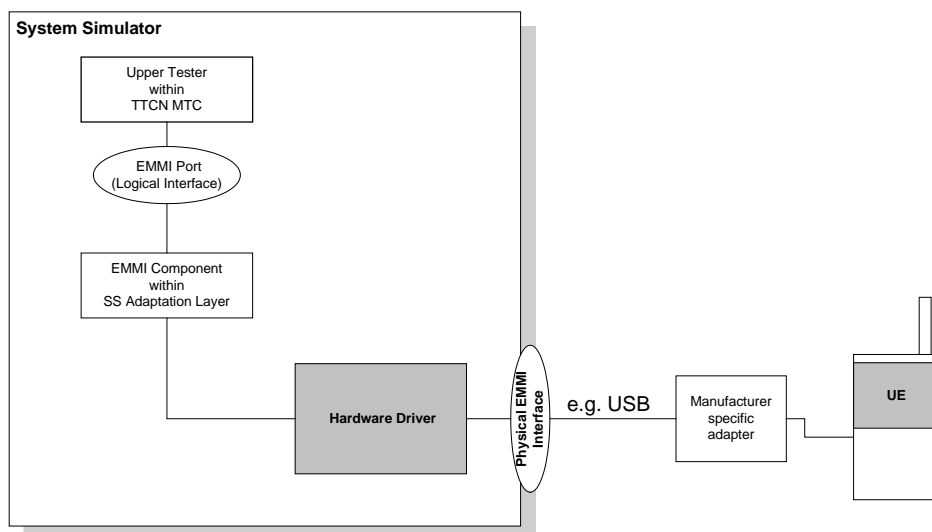 System Simulator
Upper Tester
within
TTCN MTC
EMMI Port
(Logical Interface)
EMMI Component
within
SS Adaptation Layer
Hardware Driver
Physical EMMI
Interface
e.g. USB
Manufacturer
specific
adapter
UE